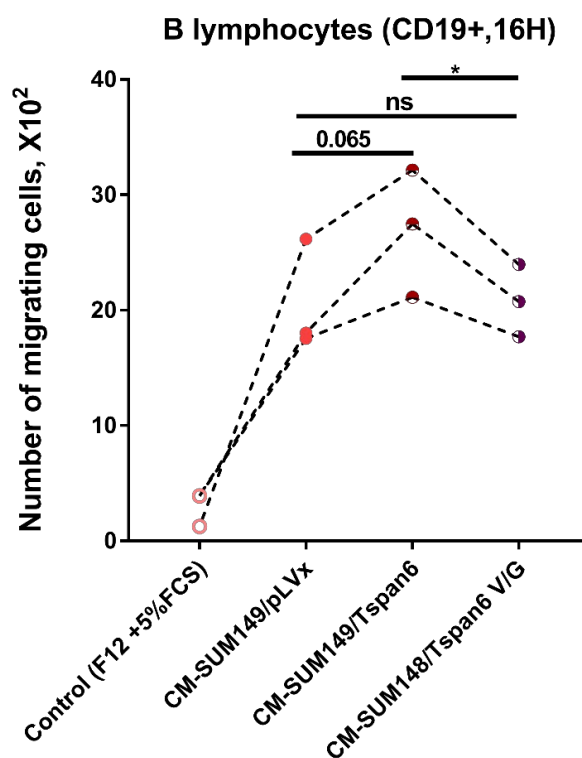 B lymphocytes (CD19+,16H)
Number of migrating cells, X10²
40
30
20
10
0
*
ns
0.065
Control (F12 +5%FCS)
CM-SUM149/pLVx
CM-SUM149/Tspan6
CM-SUM148/Tspan6 V/G